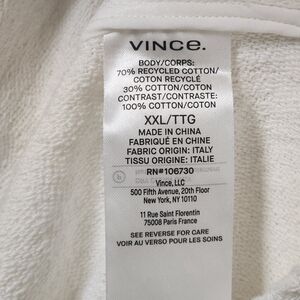 VINCE.
BODY/CORPS:
70% RECYCLED COTTON/
COTON RECYCLÉ
30% COTTON/COTON
CONTRAST/CONTRASTE:
100% COTTON/COTON
XXL/TTG
MADE IN CHINA
FABRIQUÉ EN CHINE
FABRIC ORIGIN: ITALY
TISSU ORIGINE: ITALIE
RN#106730
Vince, LLC
500 Fifth Avenue, 20th Floor
New York, NY 10110
11 Rue Saint Florentin
75008 Paris France
SEE REVERSE FOR CARE
VOIR AU VERSO POUR LES SOINS